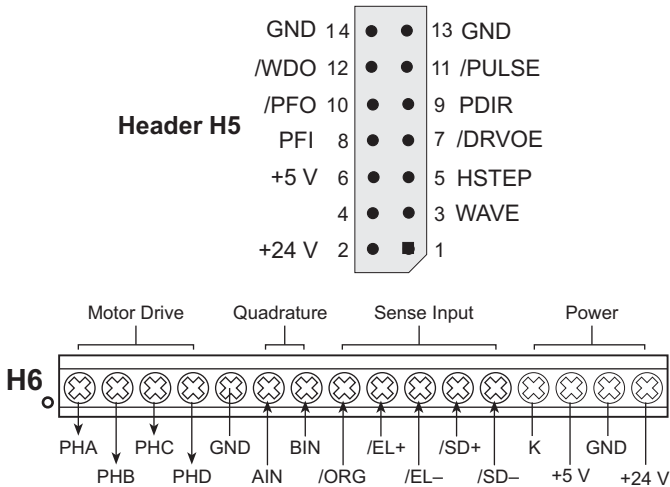 GND 14 13 GND
/WDO 12 11 /PULSE
/PFO 10 9 PDIR
Header H5
PFI 8 7 /DRVOE
+5 V 6 5 HSTEP
4 3 WAVE
+24 V 2 1
Motor Drive Quadrature Sense Input Power
H6
PHA PHC GND BIN /EL+ /SD+ K GND
PHB PHD AIN /ORG /EL– /SD– +5 V +24 V